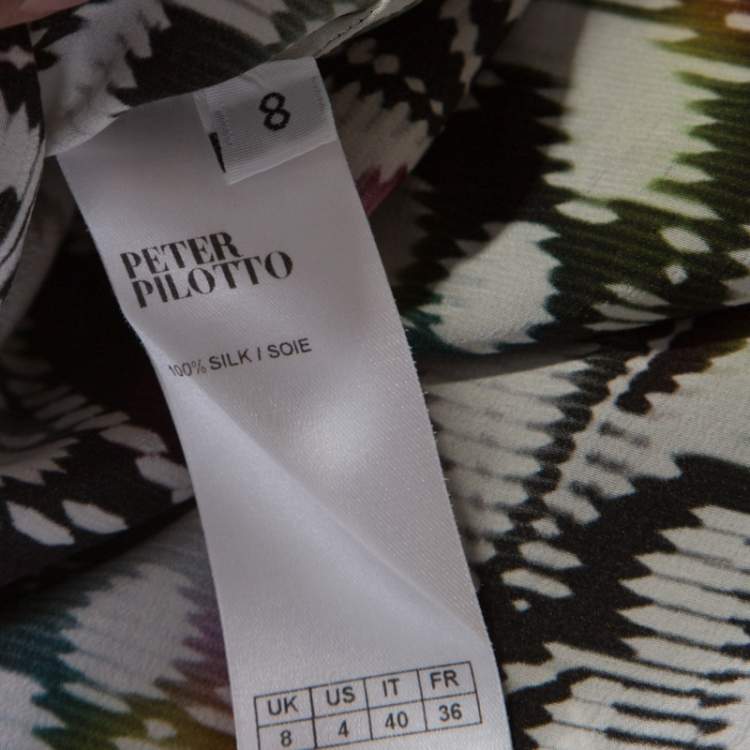 8
PETER
PILOTTO
100% SILK / SOIE
UK US IT FR
8 4 40 36